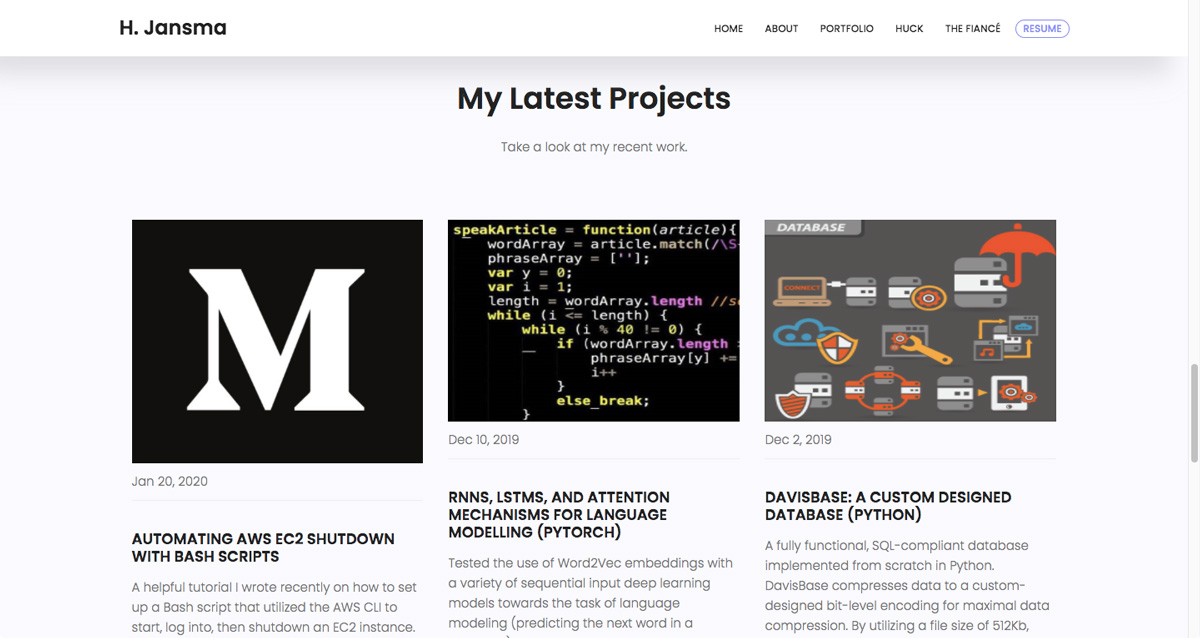 H. Jansma
HOME ABOUT PORTFOLIO HUCK THE FIANCÉ RESUME
My Latest Projects
Take a look at my recent work.
M
Jan 20, 2020
AUTOMATING AWS EC2 SHUTDOWN
WITH BASH SCRIPTS
A helpful tutorial I wrote recently on how to set
up a Bash script that utilized the AWS CLI to
start, log into, then shutdown an EC2 instance.
speakArticle = function(article){
wordArray = article.match(/\S
phraseArray = [''];
var y = 0;
var i = 1;
length = wordArray.length //s
while (i <= length) {
while (i % 40 != 0) {
if (wordArray.length
phraseArray[y] +=
i++
}
else break;
}
Dec 10, 2019
RNNS, LSTMS, AND ATTENTION
MECHANISMS FOR LANGUAGE
MODELLING (PYTORCH)
Tested the use of Word2Vec embeddings with
a variety of sequential input deep learning
models towards the task of language
modeling (predicting the next word in a
DATABASE
CONNECT
Dec 2, 2019
DAVISBASE: A CUSTOM DESIGNED
DATABASE (PYTHON)
A fully functional, SQL-compliant database
implemented from scratch in Python.
DavisBase compresses data to a custom-
designed bit-level encoding for maximal data
compression. By utilizing a file size of 512Kb,